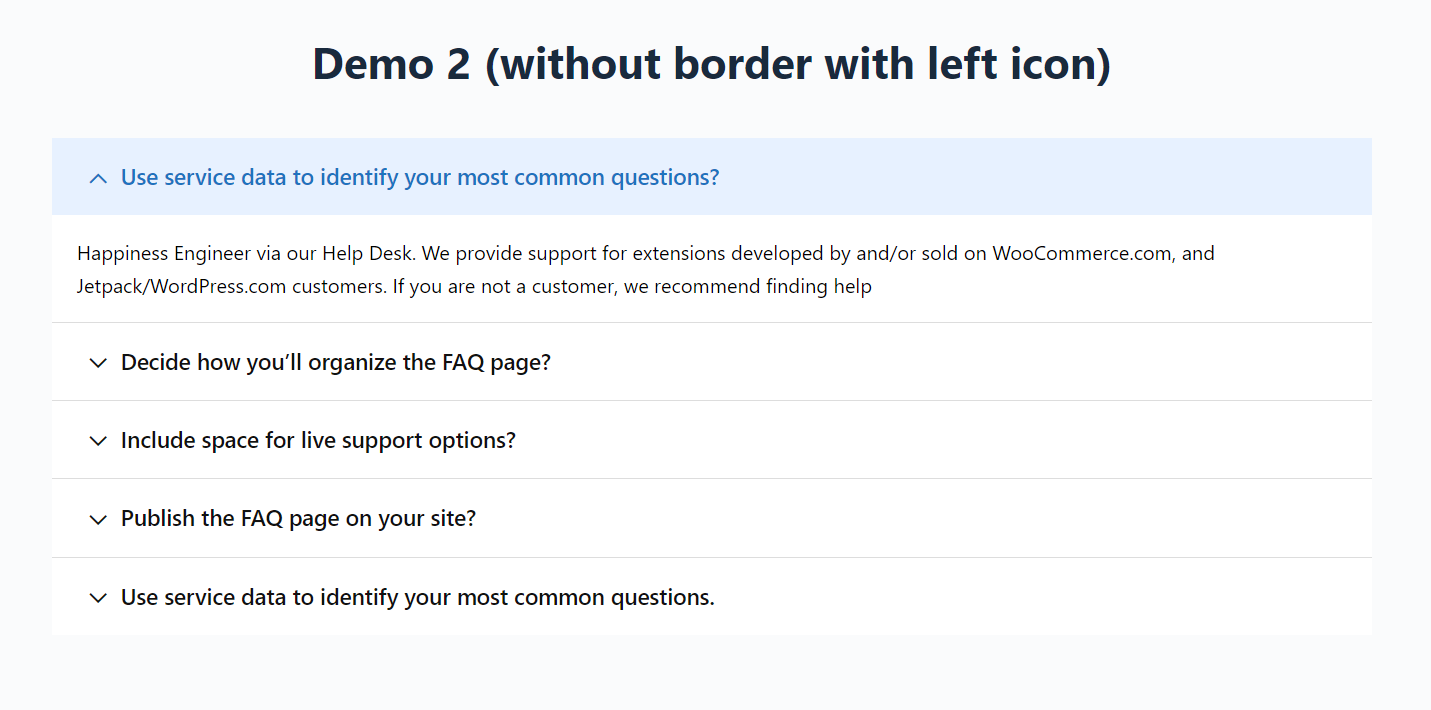 Demo 2 (without border with left icon)
Use service data to identify your most common questions?
Happiness Engineer via our Help Desk. We provide support for extensions developed by and/or sold on WooCommerce.com, and
Jetpack/WordPress.com customers. If you are not a customer, we recommend finding help
Decide how you’ll organize the FAQ page?
Include space for live support options?
Publish the FAQ page on your site?
Use service data to identify your most common questions.